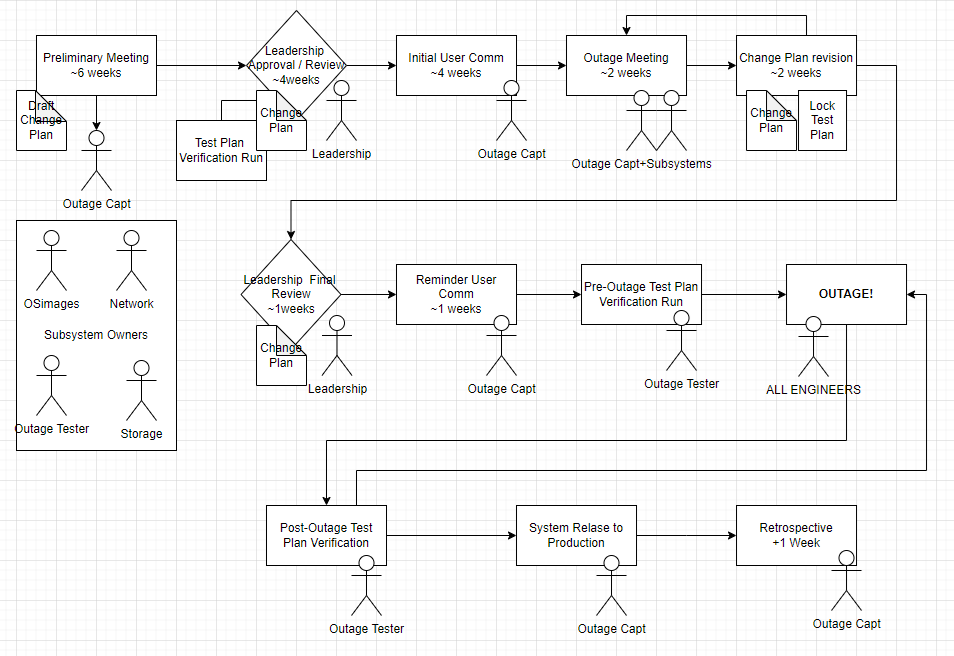 Preliminary Meeting
~6 weeks
Draft
Change
Plan
Outage Capt
Leadership
Approval / Review
~4weeks
Change
Plan
Test Plan
Verification Run
Leadership
Initial User Comm
~4 weeks
Outage Capt
Outage Meeting
~2 weeks
Outage Capt+Subsystems
Change Plan revision
~2 weeks
Change
Plan
Lock
Test
Plan
OSimages
Network
Subsystem Owners
Outage Tester
Storage
Leadership Final
Review
~1weeks
Change
Plan
Leadership
Reminder User
Comm
~1 weeks
Outage Capt
Pre-Outage Test Plan
Verification Run
Outage Tester
OUTAGE!
ALL ENGINEERS
Post-Outage Test
Plan Verification
Outage Tester
System Relase to
Production
Outage Capt
Retrospective
+1 Week
Outage Capt